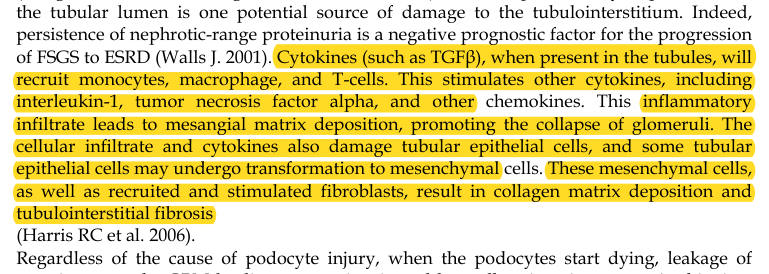 the tubular lumen is one potential source of damage to the tubulointerstitium. Indeed,
persistence of nephrotic-range proteinuria is a negative prognostic factor for the progression
of FSGS to ESRD (Walls J. 2001). Cytokines (such as TGFβ), when present in the tubules, will
recruit monocytes, macrophage, and T-cells. This stimulates other cytokines, including
interleukin-1, tumor necrosis factor alpha, and other chemokines. This inflammatory
infiltrate leads to mesangial matrix deposition, promoting the collapse of glomeruli. The
cellular infiltrate and cytokines also damage tubular epithelial cells, and some tubular
epithelial cells may undergo transformation to mesenchymal cells. These mesenchymal cells,
as well as recruited and stimulated fibroblasts, result in collagen matrix deposition and
tubulointerstitial fibrosis
(Harris RC et al. 2006).
Regardless of the cause of podocyte injury, when the podocytes start dying, leakage of